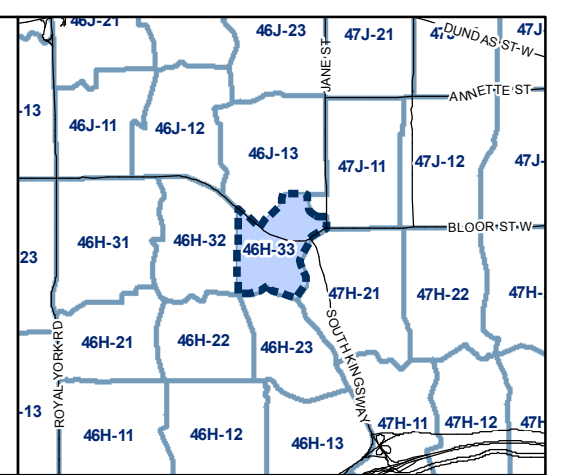 46J-21
46J-23
47J-21
47J
47J
DUNDAS ST W
JANE ST
ANNETTE ST
-13
46J-11
46J-12
46J-13
47J-11
47J-12
47J-
BLOOR ST W
23
46H-31
46H-32
46H-33
47H-21
47H-22
47H-
ROYAL YORK RD
46H-21
46H-22
46H-23
SOUTH KINGSWAY
-13
46H-11
46H-12
46H-13
47H-11
47H-12
47H